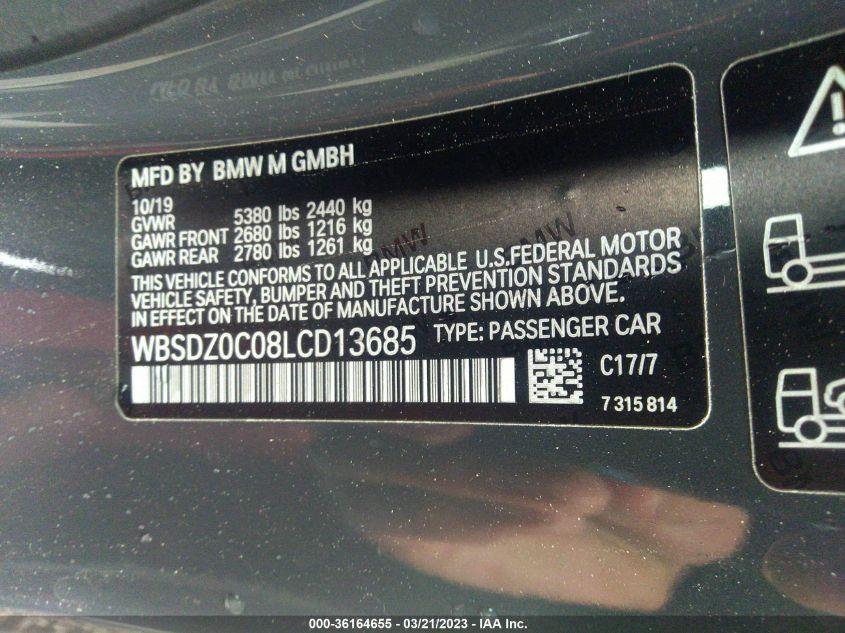 MFD BY BMW M GMBH
10/19
GVWR 5380 lbs 2440 kg
GAWR FRONT 2680 lbs 1216 kg
GAWR REAR 2780 lbs 1261 kg
THIS VEHICLE CONFORMS TO ALL APPLICABLE U.S.FEDERAL MOTOR
VEHICLE SAFETY, BUMPER AND THEFT PREVENTION STANDARDS
IN EFFECT ON THE DATE OF MANUFACTURE SHOWN ABOVE.
WBSDZ0C08LCD13685 TYPE: PASSENGER CAR
C17/7
7 315 814
000-36164655 / 03/21/2023 - IAA Inc.